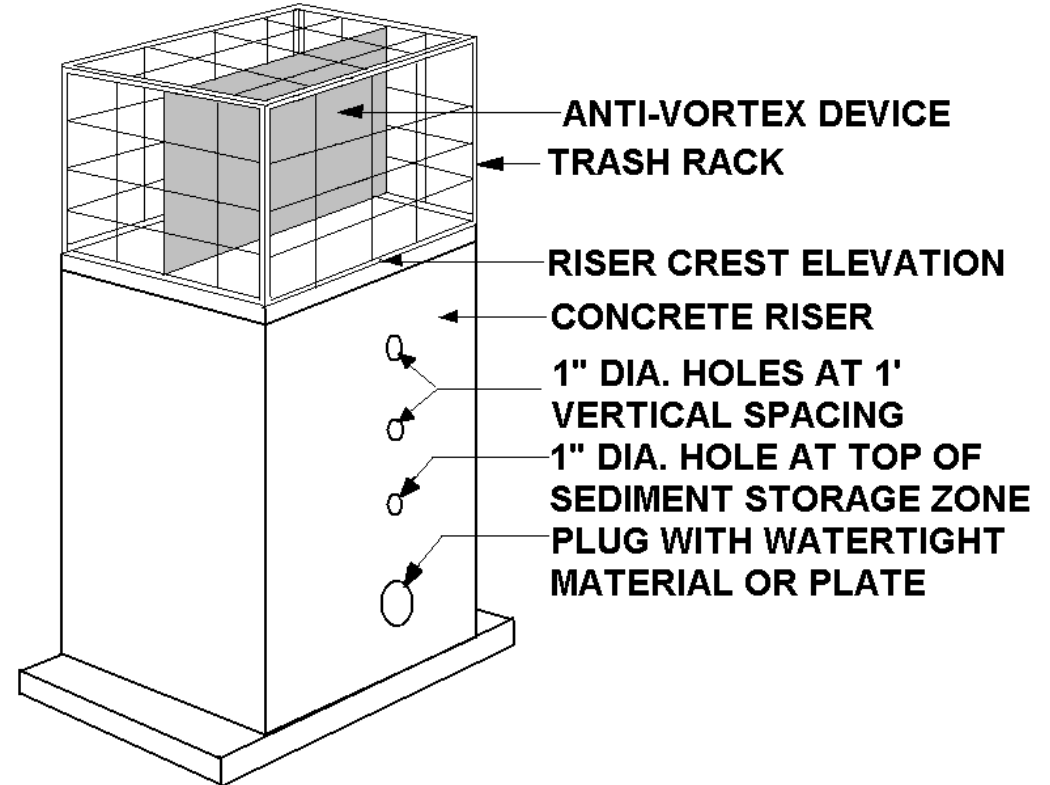 ANTI-VORTEX DEVICE
TRASH RACK
RISER CREST ELEVATION
CONCRETE RISER
1" DIA. HOLES AT 1'
VERTICAL SPACING
1" DIA. HOLE AT TOP OF
SEDIMENT STORAGE ZONE
PLUG WITH WATERTIGHT
MATERIAL OR PLATE